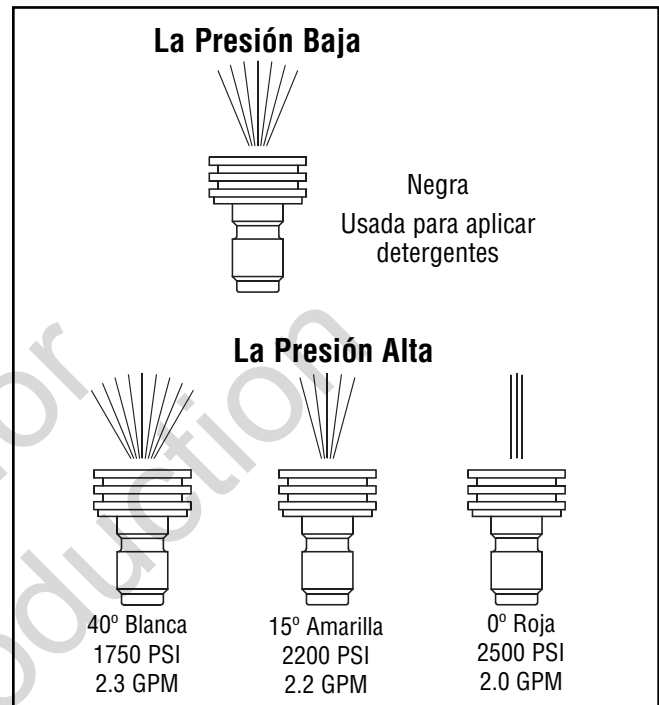 La Presión Baja
Negra
Usada para aplicar
detergentes
La Presión Alta
40º Blanca
1750 PSI
2.3 GPM
15º Amarilla
2200 PSI
2.2 GPM
0º Roja
2500 PSI
2.0 GPM